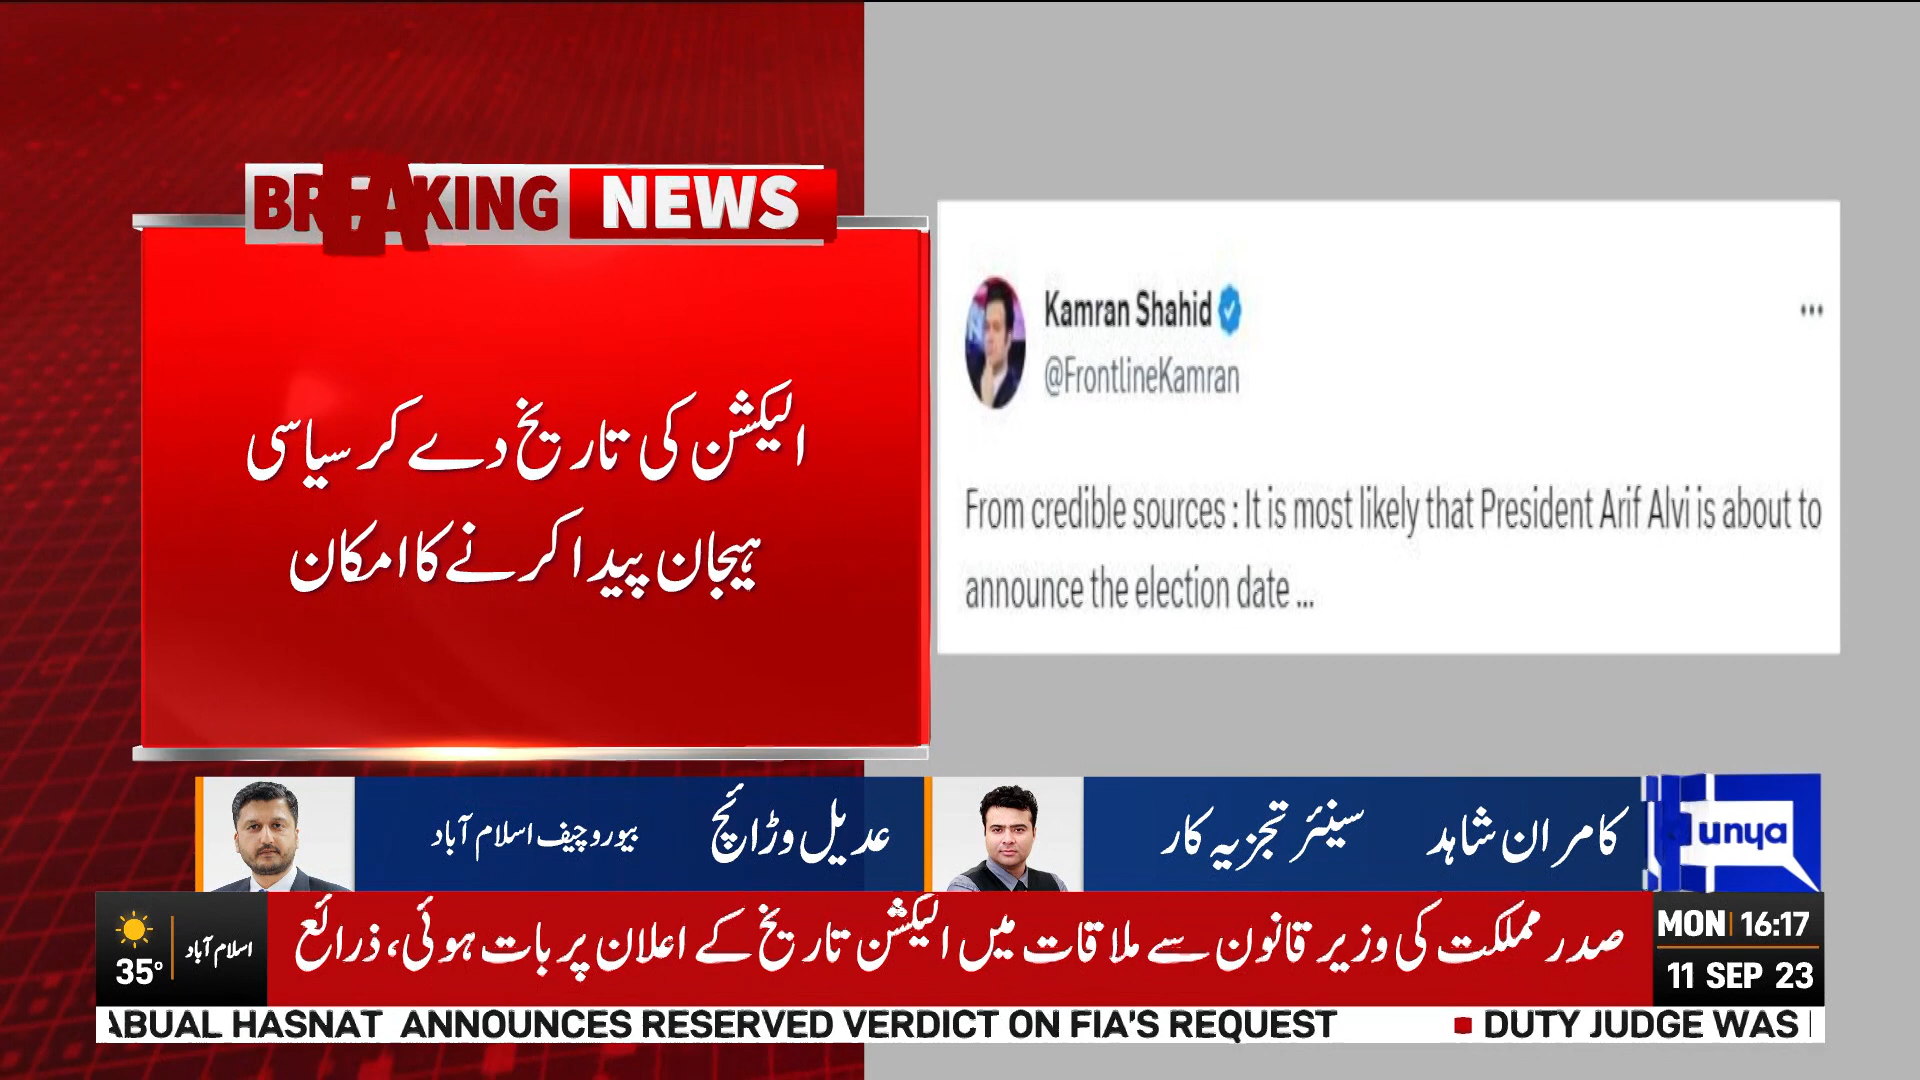 BREAKING NEWS
الیکشن کی تاریخ دے کر سیاسی
ہیجان پیدا کرنے کا امکان
Kamran Shahid
@FrontlineKamran
From credible sources : It is most likely that President Arif Alvi is about to
announce the election date ...
کامران شاہد سینئر تجزیہ کار
عدیل وڑائچ بیورو چیف اسلام آباد
unya
صدر مملکت کی وزیر قانون سے ملاقات میں الیکشن تاریخ کے اعلان پر بات ہوئی، ذرائع
اسلام آباد
35°
MON 16:17
11 SEP 23
ABUAL HASNAT ANNOUNCES RESERVED VERDICT ON FIA'S REQUEST
DUTY JUDGE WAS